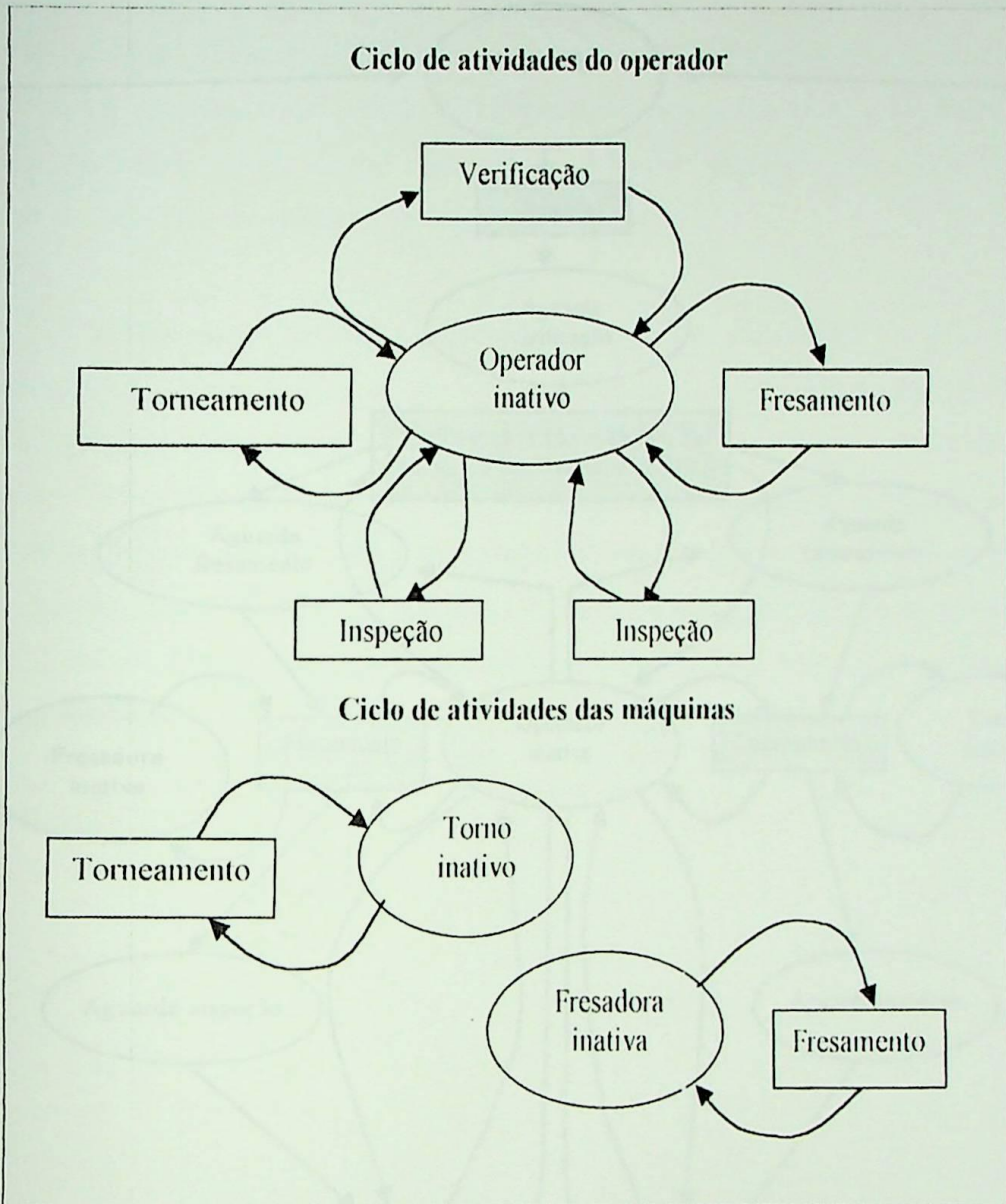 Ciclo de atividades do operador
Verificação
Operador
inativo
Torneamento
Fresamento
Inspeção
Inspeção
Ciclo de atividades das máquinas
Torno
inativo
Torneamento
Fresadora
inativa
Fresamento